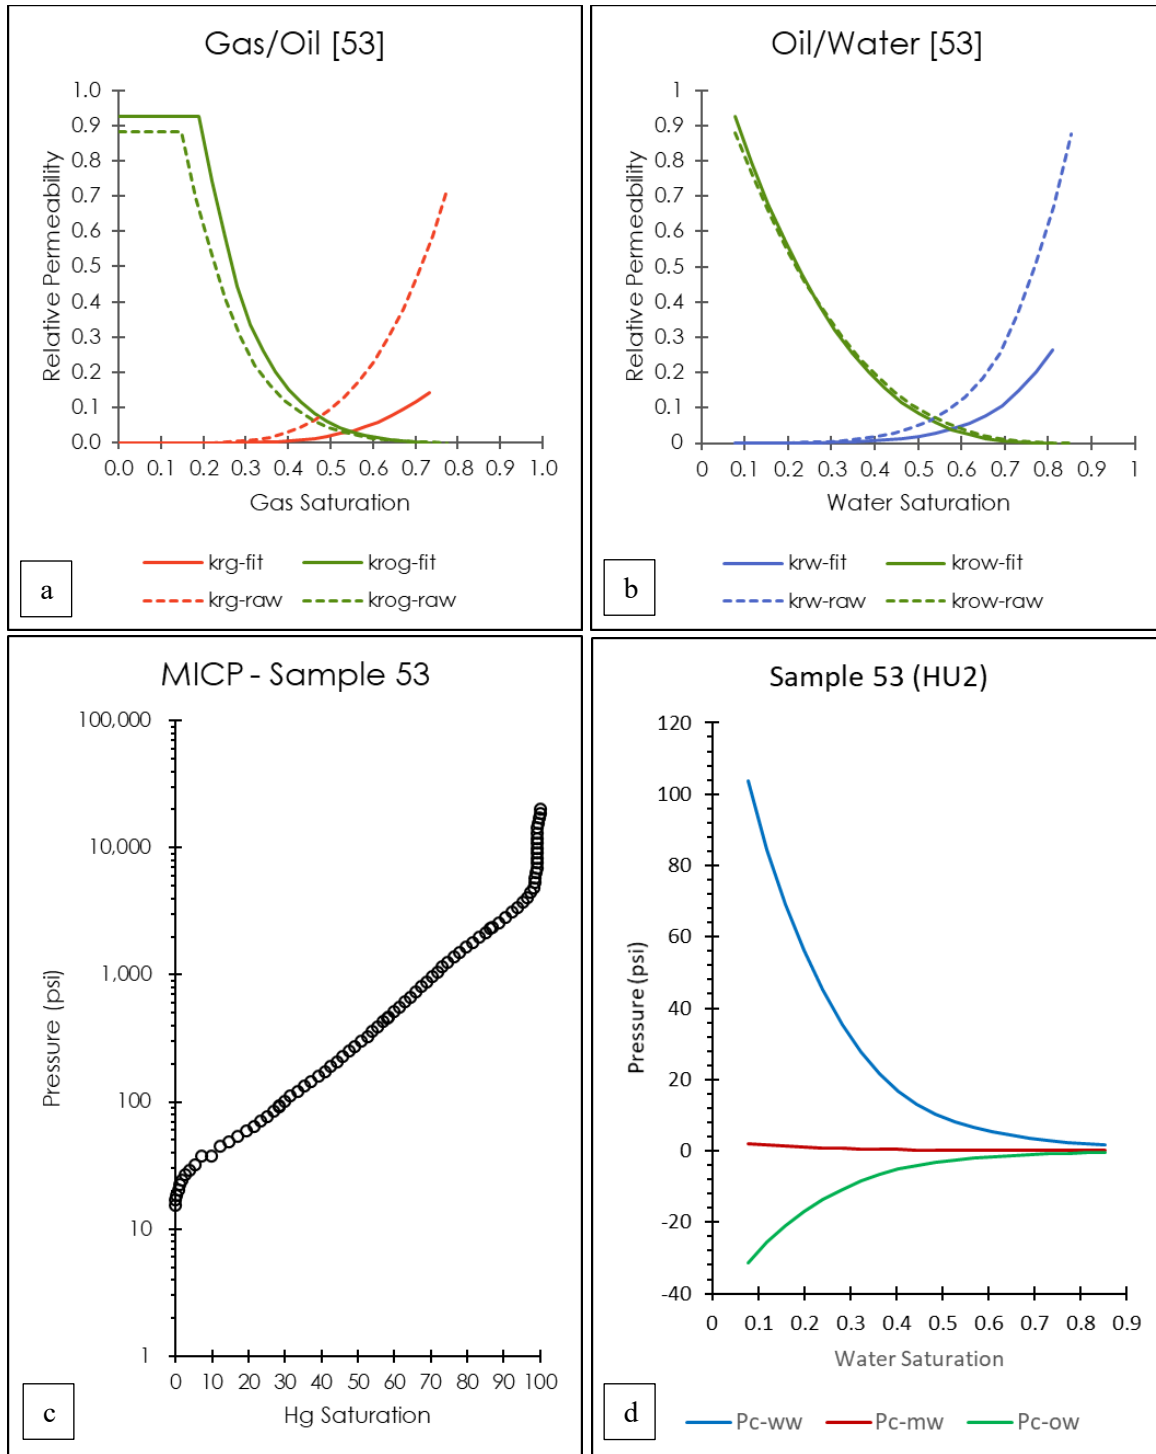 Gas/Oil [53]
1.0
0.9
0.8
0.7
0.6
0.5
0.4
0.3
0.2
0.1
0.0
Relative Permeability
0.0 0.1 0.2 0.3 0.4 0.5 0.6 0.7 0.8 0.9 1.0
Gas Saturation
krg-fit krog-fit
krg-raw krog-raw
a
Oil/Water [53]
1
0.9
0.8
0.7
0.6
0.5
0.4
0.3
0.2
0.1
0
Relative Permeability
0 0.1 0.2 0.3 0.4 0.5 0.6 0.7 0.8 0.9 1
Water Saturation
krw-fit krow-fit
krw-raw krow-raw
b
MICP - Sample 53
100,000
10,000
1,000
100
10
1
Pressure (psi)
0 10 20 30 40 50 60 70 80 90 100
Hg Saturation
c
Sample 53 (HU2)
120
100
80
60
40
20
0
-20
-40
Pressure (psi)
0 0.1 0.2 0.3 0.4 0.5 0.6 0.7 0.8 0.9
Water Saturation
Pc-ww Pc-mw Pc-ow
d